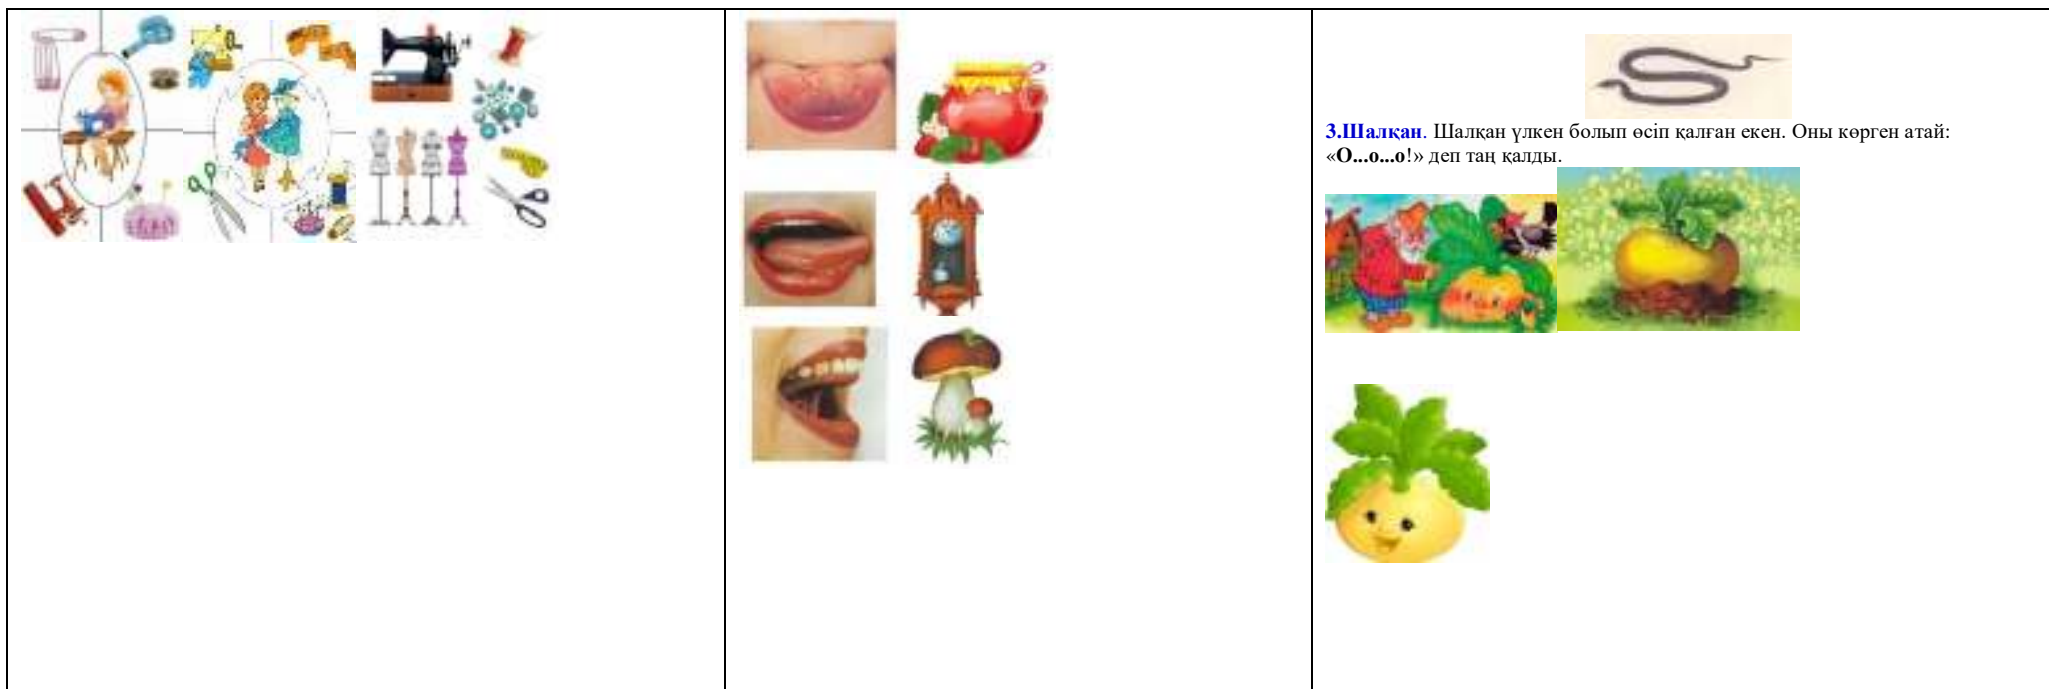 3.Шалқан. Шалқан үлкен болып өсіп қалған екен. Оны көрген атай:
«О...о...о!» деп таң қалды.